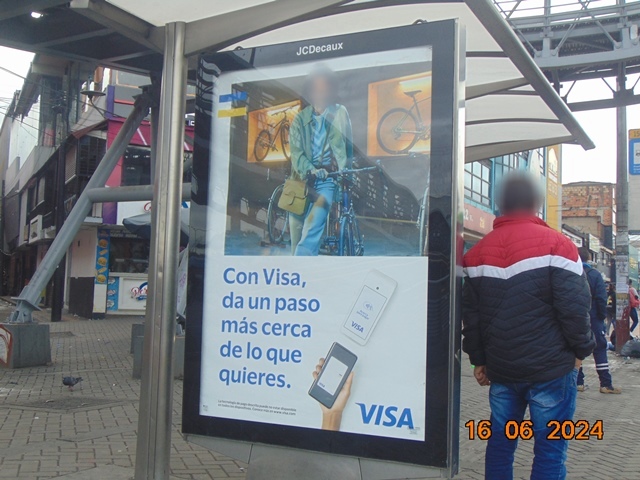 JCDecaux
Con Visa,
da un paso
más cerca
de lo que
quieres.
VISA
VISA
16 06 2024